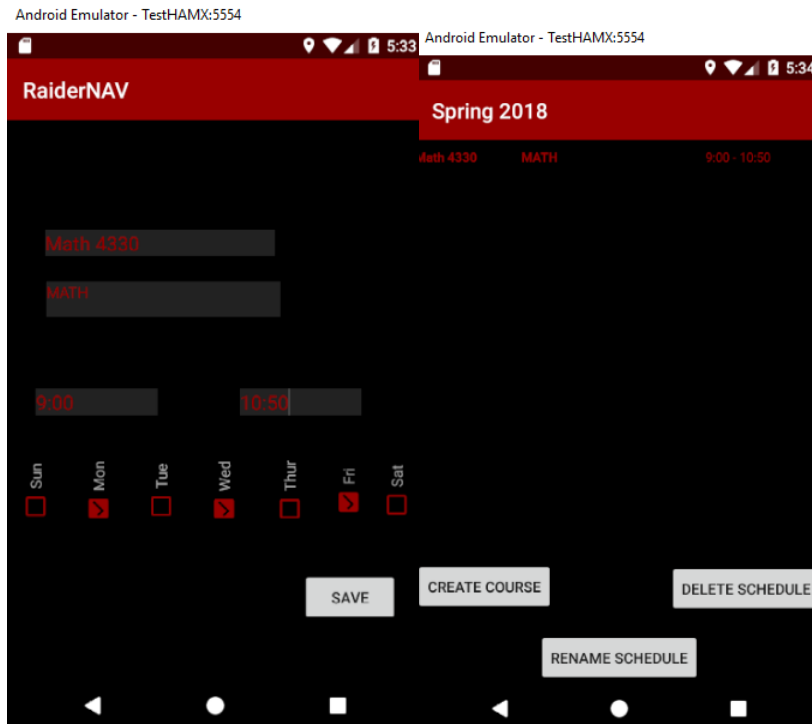 Android Emulator - TestHAMX:5554
5:33
RaiderNAV
Math 4330
MATH
9:00
10:50
Sun
Mon
Tue
Wed
Thur
Fri
Sat
SAVE
Android Emulator - TestHAMX:5554
5:34
Spring 2018
Math 4330 MATH 9:00 - 10:50
CREATE COURSE
DELETE SCHEDULE
RENAME SCHEDULE